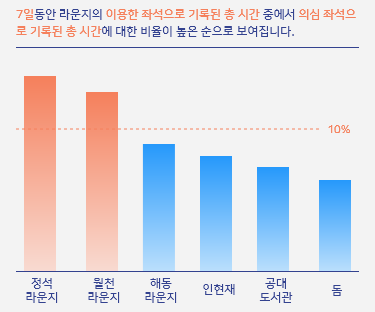 7일동안 라운지의 이용한 좌석으로 기록된 총 시간 중에서 의심 좌석으
로 기록된 총 시간에 대한 비율이 높은 순으로 보여집니다.
10%
정석 월천 해동 인현재 공대 돔
라운지 라운지 라운지 도서관